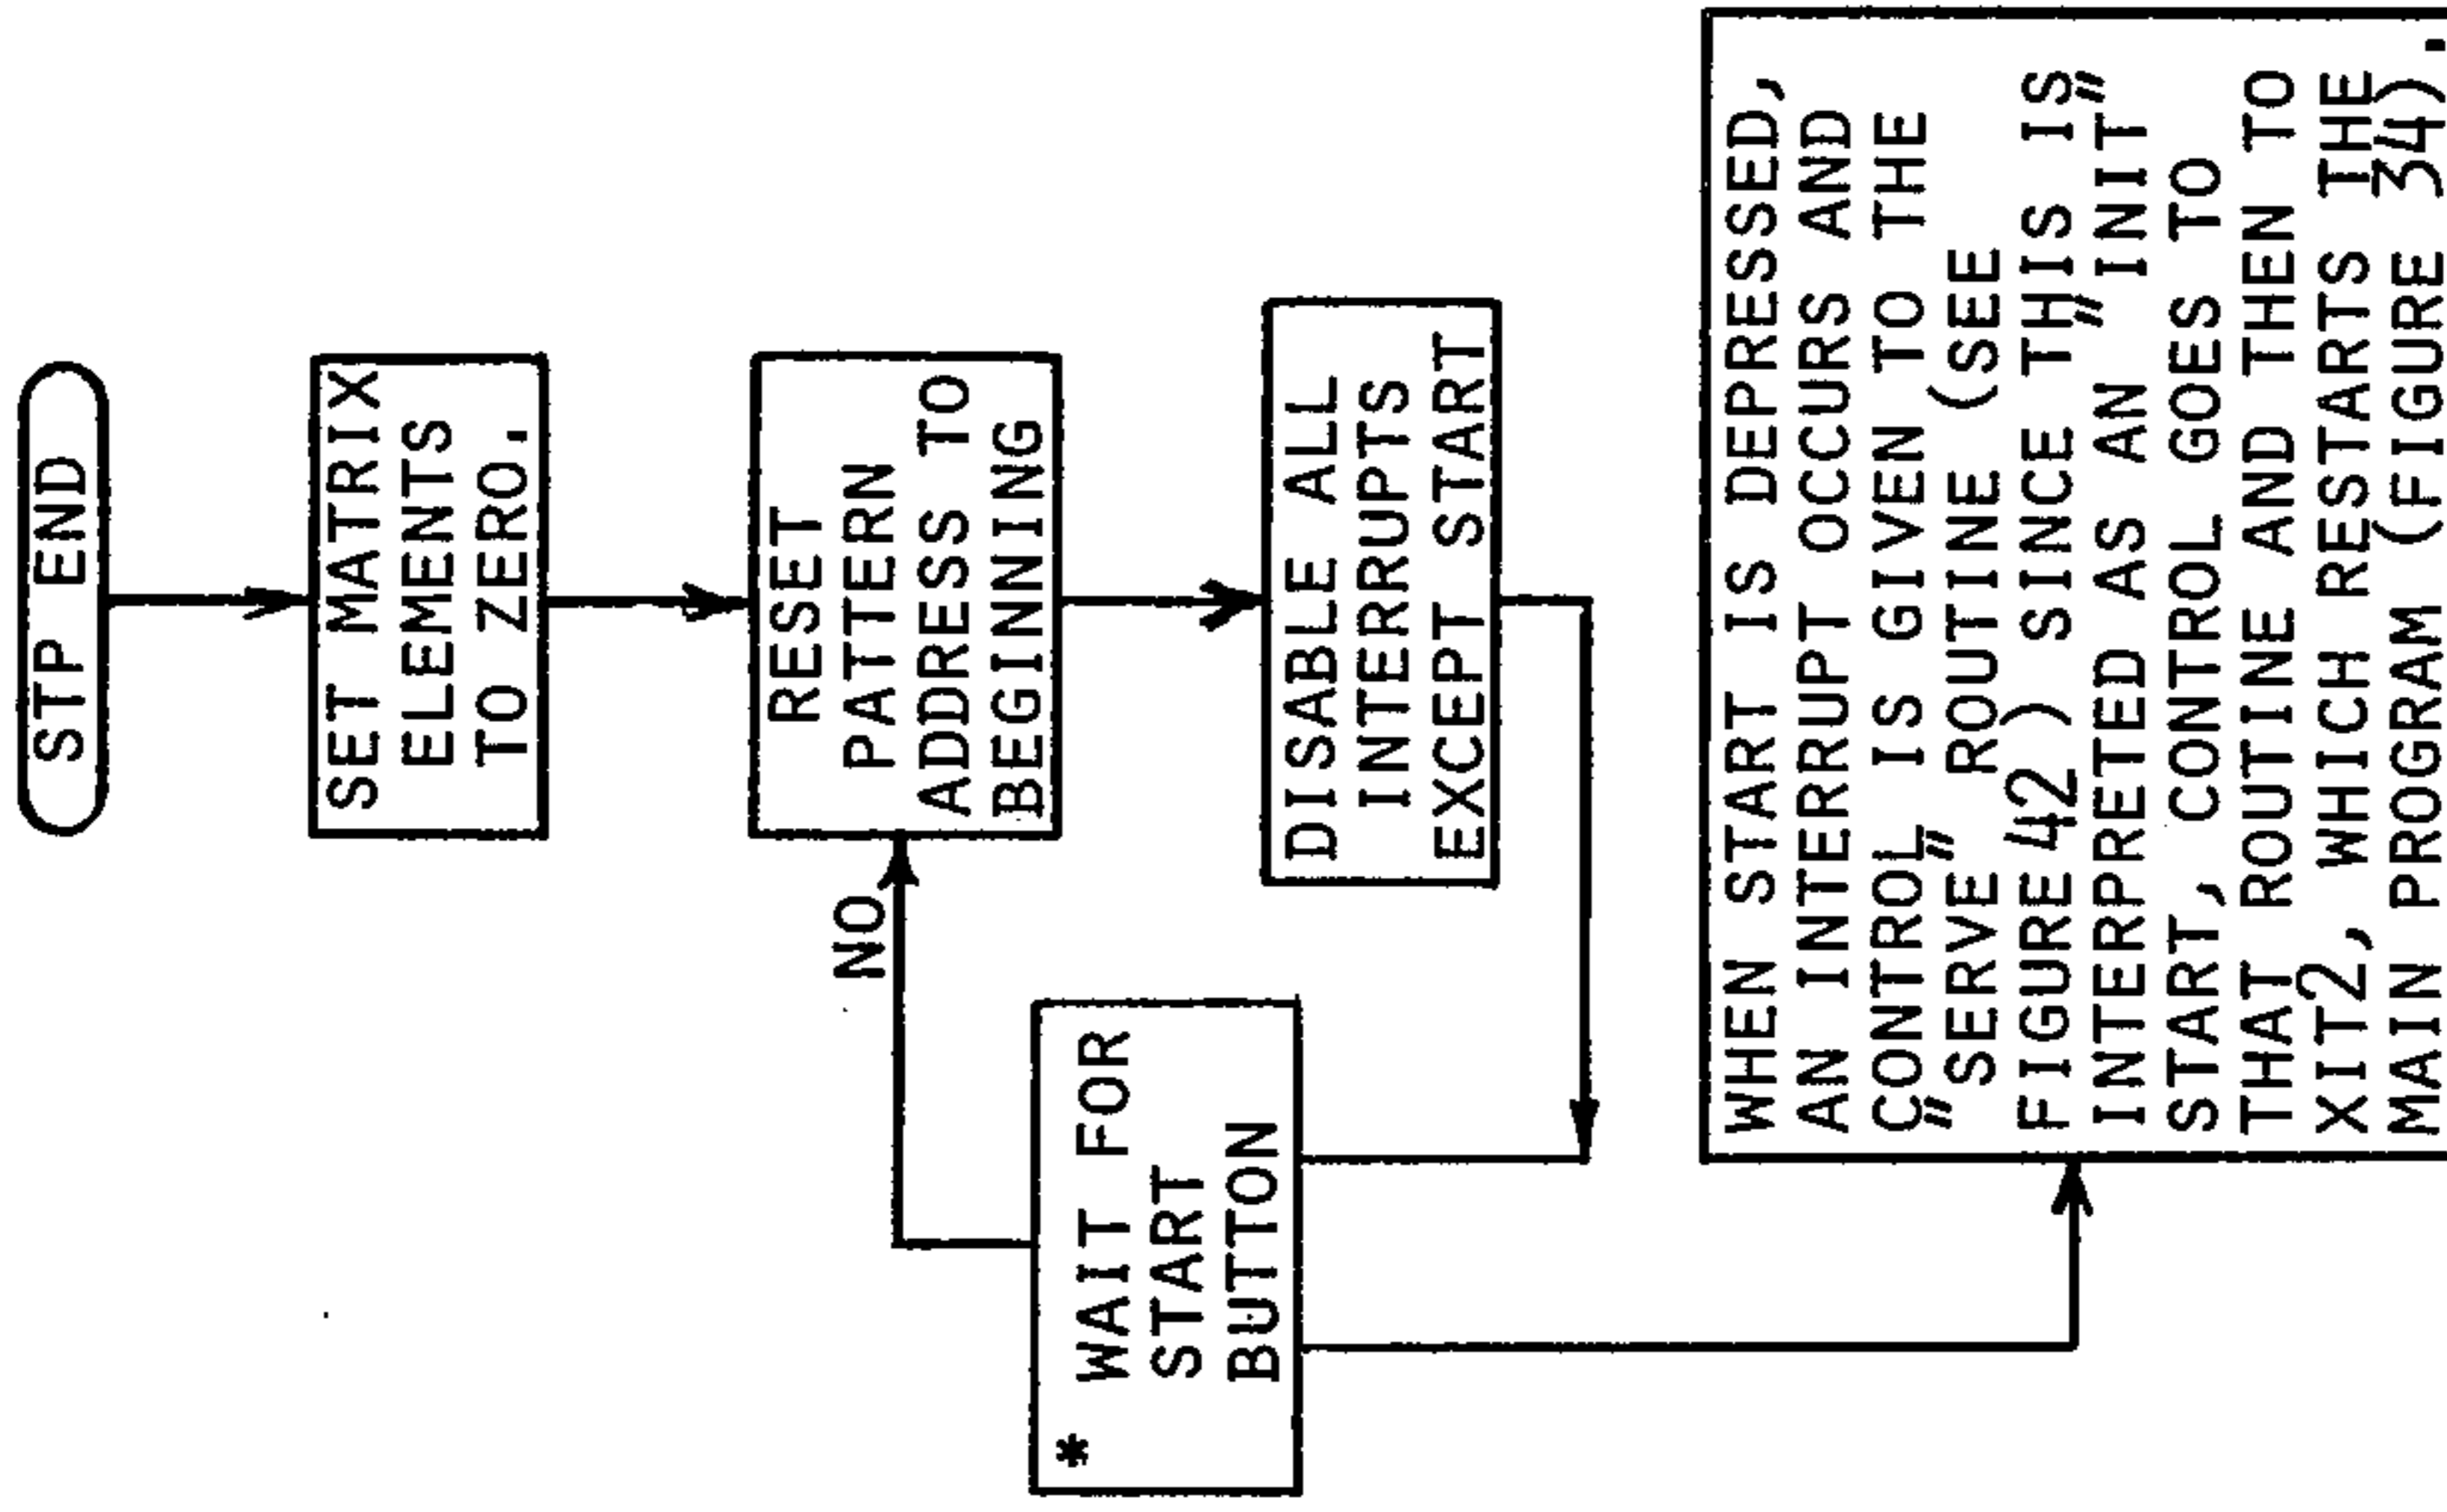 STP END
SET MATRIX
ELEMENTS
TO ZERO.
RESET
PATTERN
ADDRESS TO
BEGINNING
NO
DISABLE ALL
INTERRUPTS
EXCEPT START
* WAIT FOR
START
BUTTON
WHEN START IS DEPRESSED,
AN INTERRUPT OCCURS AND
CONTROL IS GIVEN TO THE
"SERVE" ROUTINE (SEE
FIGURE 42 ) SINCE THIS IS
INTERPRETED AS AN "INIT"
START, CONTROL GOES TO
THAT ROUTINE AND THEN TO
XIT2, WHICH RESTARTS THE
MAIN PROGRAM (FIGURE 34).